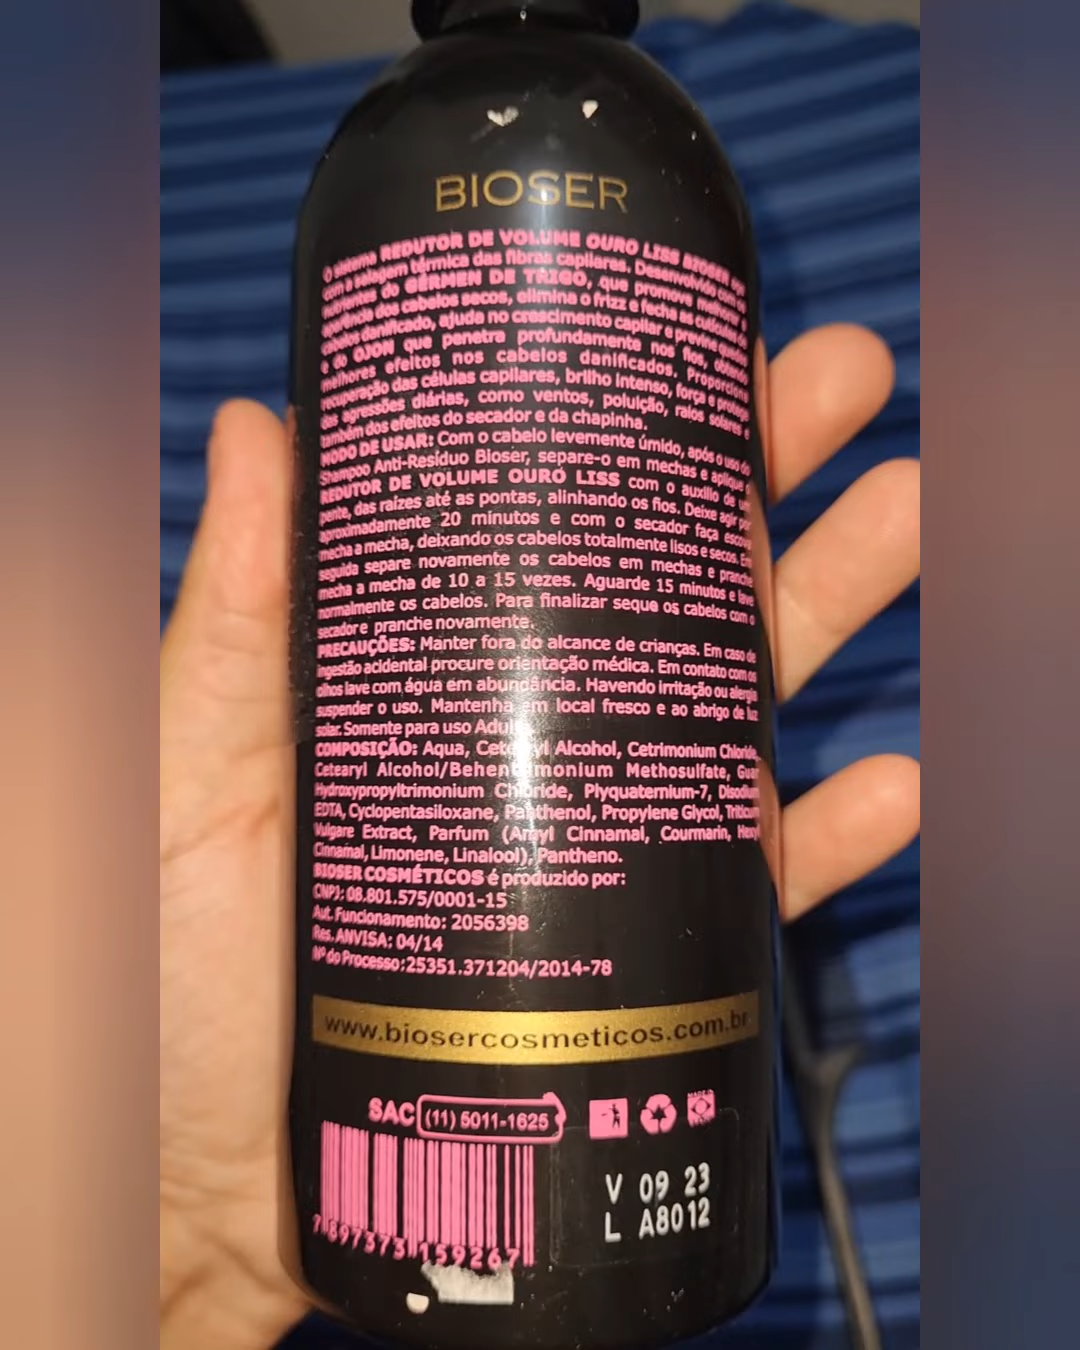 BIOSER
O sistema REDUTOR DE VOLUME OURO LISS BIOSER
com a selagem térmica das fibras capilares. Desenvolvido com
nutrientes do GÉRMEN DE TRIGO, que promove melhorar a
aparência dos cabelos secos, elimina o frizz e fecha as cutículas
cabelos danificado, ajuda no crescimento capilar e previne
e do OJON que penetra profundamente nos fios, obtendo
melhores efeitos nos cabelos danificados. Proporciona
recuperação das células capilares, brilho intenso, força e protege
das agressões diárias, como ventos, poluição, raios solares e
também dos efeitos do secador e da chapinha.
MODO DE USAR: Com o cabelo levemente úmido, após o uso do
Shampoo Anti-Resíduo Bioser, separe-o em mechas e aplique o
REDUTOR DE VOLUME OURO LISS com o auxílio de um
pente, das raízes até as pontas, alinhando os fios. Deixe agir por
aproximadamente 20 minutos e com o secador faça escova
mecha a mecha, deixando os cabelos totalmente lisos e secos. Em
seguida separe novamente os cabelos em mechas e pranche
mecha a mecha de 10 a 15 vezes. Aguarde 15 minutos e lave
normalmente os cabelos. Para finalizar seque os cabelos com o
secador e pranche novamente.
PRECAUÇÕES: Manter fora do alcance de crianças. Em caso de
ingestão acidental procure orientação médica. Em contato com os
olhos lave com água em abundância. Havendo irritação ou alergia
suspender o uso. Mantenha em local fresco e ao abrigo de luz
solar. Somente para uso
COMPOSIÇÃO: Aqua, Cetearyl Alcohol, Cetrimonium Chloride,
Cetearyl Alcohol/Behentrimonium Methosulfate, Guar
Hydroxypropyltrimonium Chloride, Plyquaternium-7, Disodium
EDTA, Cyclopentasiloxane, Panthenol, Propylene Glycol, Triticum
Vulgare Extract, Parfum (Amyl Cinnamal, Courmarin, Hexyl
Cinnamal, Limonene, Linalool), Pantheno.
BIOSER COSMÉTICOS é produzido por:
CNPJ: 08.801.575/0001-15
Aut. Funcionamento: 2056398
Res. ANVISA: 04/14
Nº do Processo:25351.371204/2014-78
www.biosercosmeticos.com.br
SAC (11) 5011-1625
7 897373 159267
V 09 23
L A8012